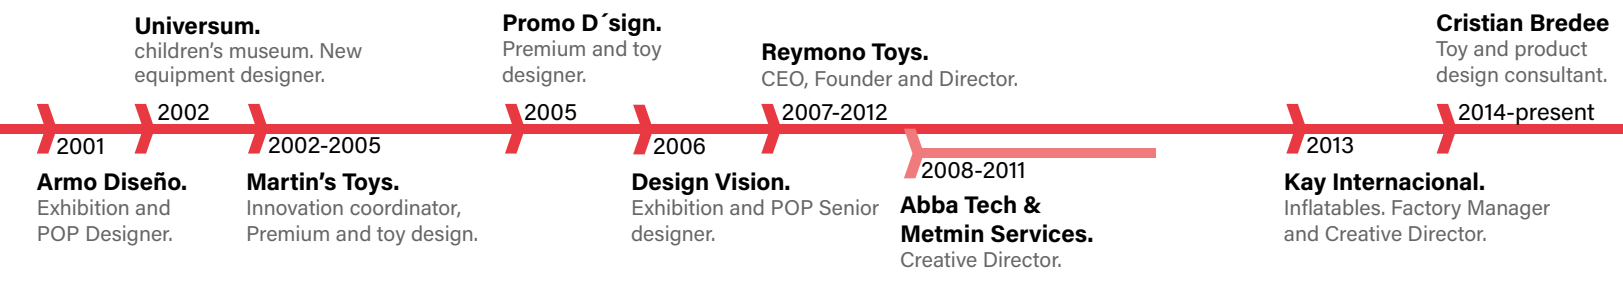 Universum.
children’s museum. New
equipment designer.
Promo D´sign.
Premium and toy
designer.
Reymono Toys.
CEO, Founder and Director.
Cristian Bredee
Toy and product
design consultant.
2001
2002
2002-2005
2005
2006
2007-2012
2008-2011
2013
2014-present
Armo Diseño.
Exhibition and
POP Designer.
Martin’s Toys.
Innovation coordinator,
Premium and toy design.
Design Vision.
Exhibition and POP Senior
designer.
Abba Tech &
Metmin Services.
Creative Director.
Kay Internacional.
Inflatables. Factory Manager
and Creative Director.